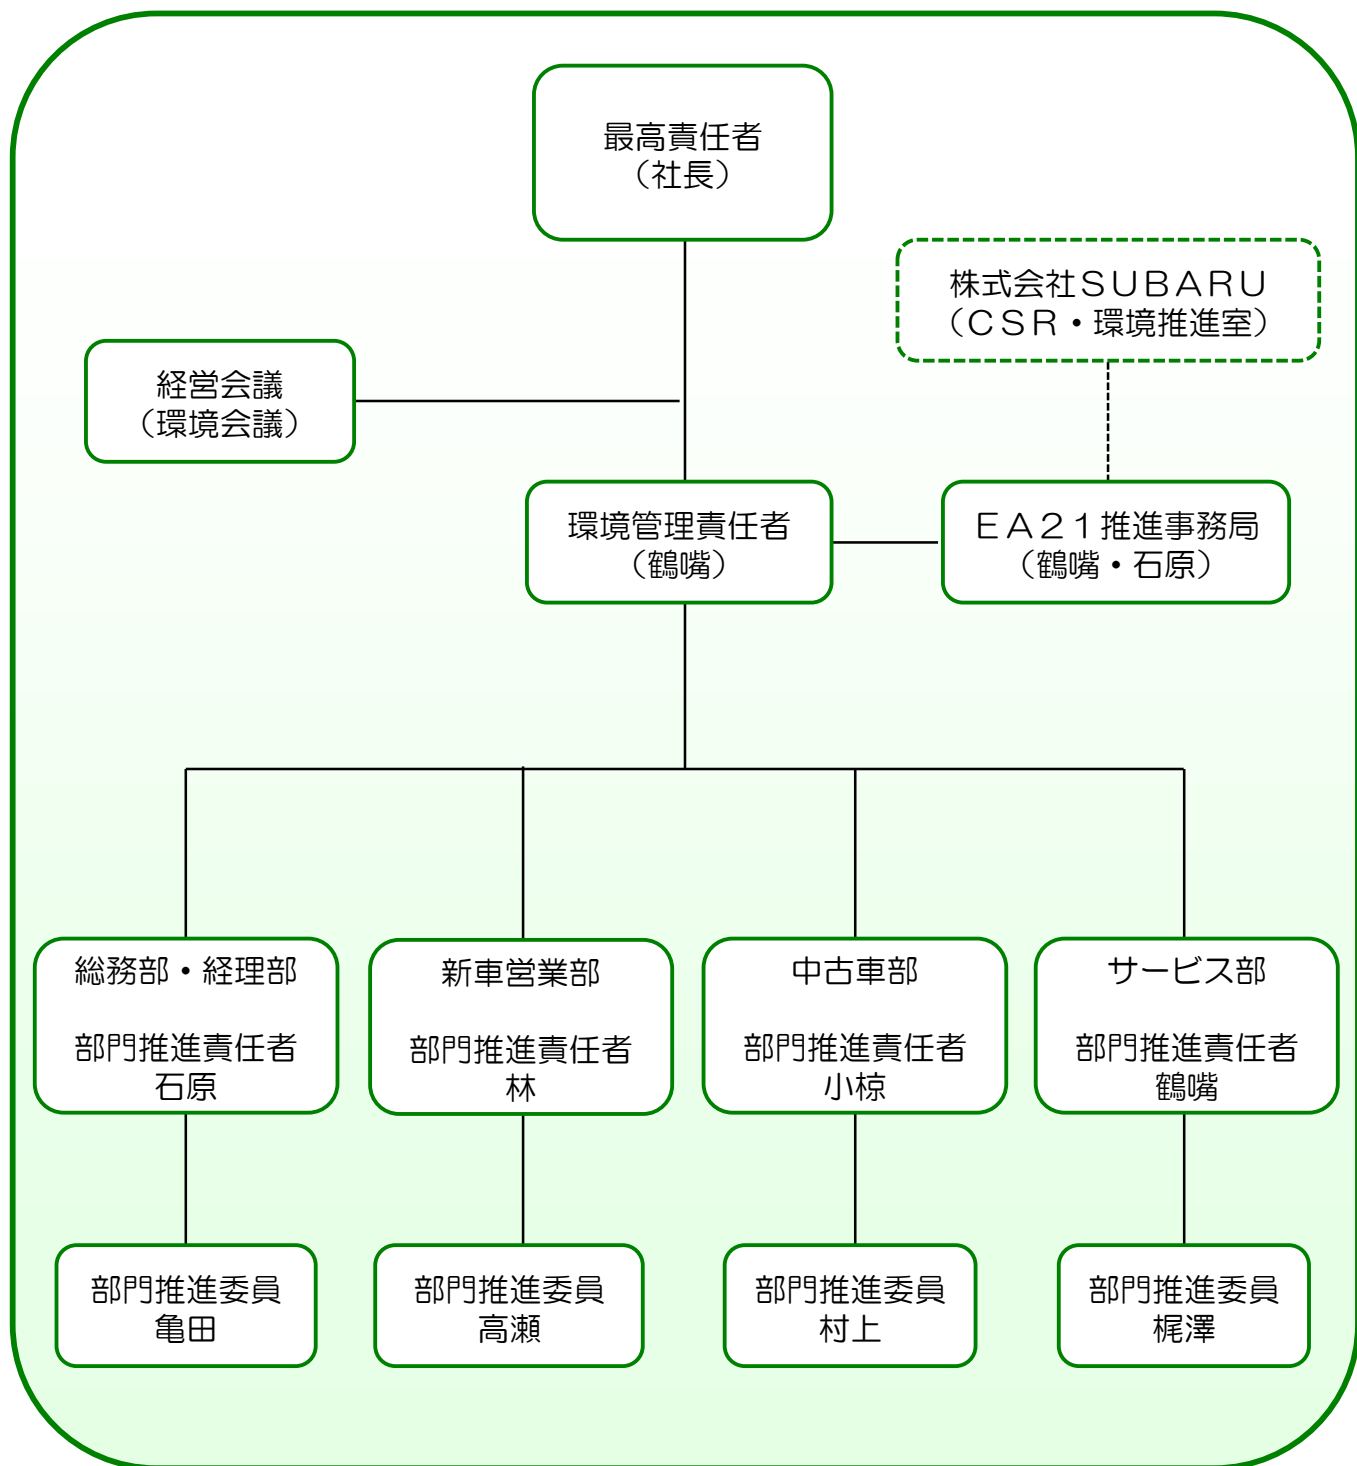 最高責任者
（社長）
株式会社ＳＵＢＡＲＵ
（ＣＳＲ・環境推進室）
経営会議
（環境会議）
環境管理責任者
（鶴嘴）
ＥＡ２１推進事務局
（鶴嘴・石原）
総務部・経理部
部門推進責任者
石原
新車営業部
部門推進責任者
林
中古車部
部門推進責任者
小椋
サービス部
部門推進責任者
鶴嘴
部門推進委員
亀田
部門推進委員
高瀬
部門推進委員
村上
部門推進委員
梶澤